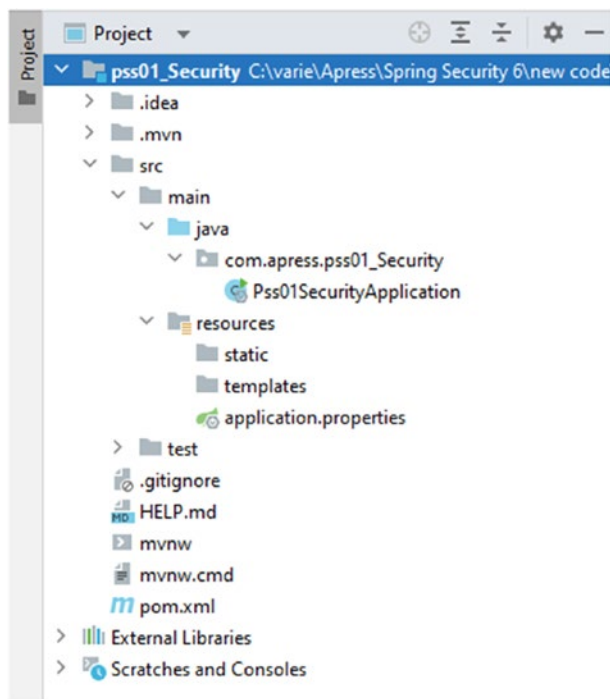 Project
Project
pss01_Security C:\varie\Apress\Spring Security 6\new code
.idea
.mvn
src
main
java
com.apress.pss01_Security
Pss01SecurityApplication
resources
static
templates
application.properties
test
.gitignore
HELP.md
mvnw
mvnw.cmd
pom.xml
External Libraries
Scratches and Consoles